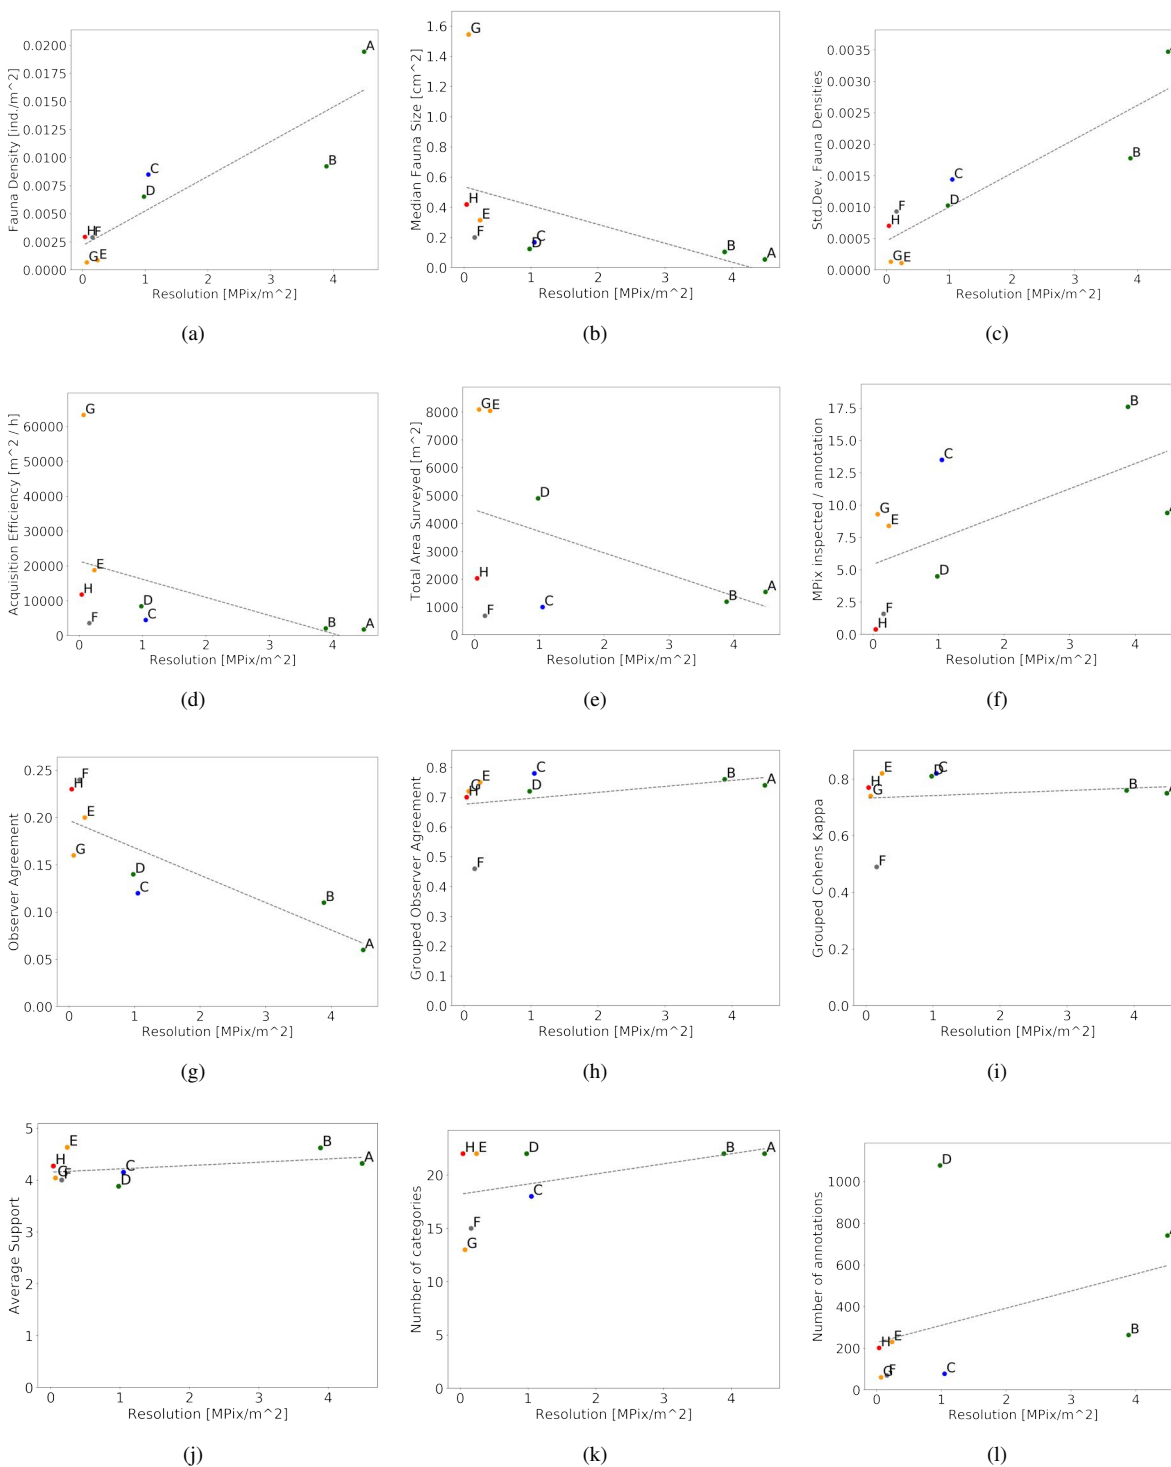 0.0200
0.0175
0.0150
0.0125
0.0100
0.0075
0.0050
0.0025
0.0000
Fauna Density [ind./m^2]
A
B
C
D
H F
G E
0 1 2 3 4
Resolution [MPix/m^2]
(a)
1.6
1.4
1.2
1.0
0.8
0.6
0.4
0.2
0.0
Median Fauna Size [cm^2]
G
H
E
F
C
D
B
A
0 1 2 3 4
Resolution [MPix/m^2]
(b)
0.0035
0.0030
0.0025
0.0020
0.0015
0.0010
0.0005
0.0000
Std.Dev. Fauna Densities
B
C
D
F
H
G E
0 1 2 3 4
Resolution [MPix/m^2]
(c)
60000
50000
40000
30000
20000
10000
0
Acquisition Efficiency [m^2 / h]
G
E
H
F
D
C
B
A
0 1 2 3 4
Resolution [MPix/m^2]
(d)
8000
7000
6000
5000
4000
3000
2000
1000
0
Total Area Surveyed [m^2]
G E
D
H
F
C
B
A
0 1 2 3 4
Resolution [MPix/m^2]
(e)
17.5
15.0
12.5
10.0
7.5
5.0
2.5
0.0
MPix inspected / annotation
B
C
G
E
D
F
H
0 1 2 3 4
Resolution [MPix/m^2]
(f)
0.25
0.20
0.15
0.10
0.05
0.00
Observer Agreement
F
H
E
G
D
C
B
A
0 1 2 3 4
Resolution [MPix/m^2]
(g)
0.8
0.7
0.6
0.5
0.4
0.3
0.2
0.1
0.0
Grouped Observer Agreement
C
E
G
H
D
B
A
F
0 1 2 3 4
Resolution [MPix/m^2]
(h)
0.8
0.6
0.4
0.2
0.0
Grouped Cohens Kappa
E
C
D
H
G
B
F
0 1 2 3 4
Resolution [MPix/m^2]
(i)
5
4
3
2
1
0
Average Support
E
H
G F
C
D
B
A
0 1 2 3 4
Resolution [MPix/m^2]
(j)
20
15
10
5
0
Number of categories
H E
D
B
A
C
F
G
0 1 2 3 4
Resolution [MPix/m^2]
(k)
1000
800
600
400
200
0
Number of annotations
D
B
E
H
G F
C
0 1 2 3 4
Resolution [MPix/m^2]
(l)